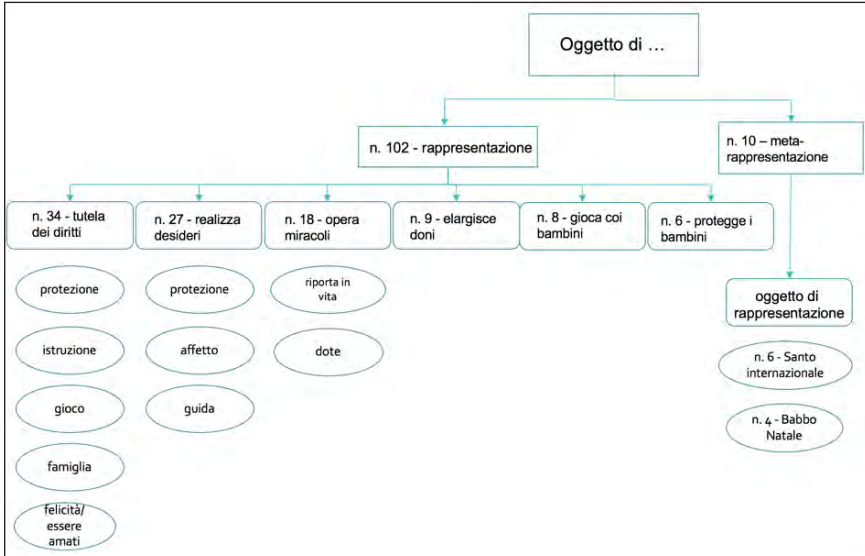 Oggetto di …
n. 102 - rappresentazione
n. 10 – meta-
rappresentazione
n. 34 - tutela
dei diritti
n. 27 - realizza
desideri
n. 18 - opera
miracoli
n. 9 - elargisce
doni
n. 8 - gioca coi
bambini
n. 6 - protegge i
bambini
protezione
istruzione
gioco
famiglia
felicità/
essere
amati
protezione
affetto
guida
riporta in
vita
dote
oggetto di
rappresentazione
n. 6 - Santo
internazionale
n. 4 - Babbo
Natale